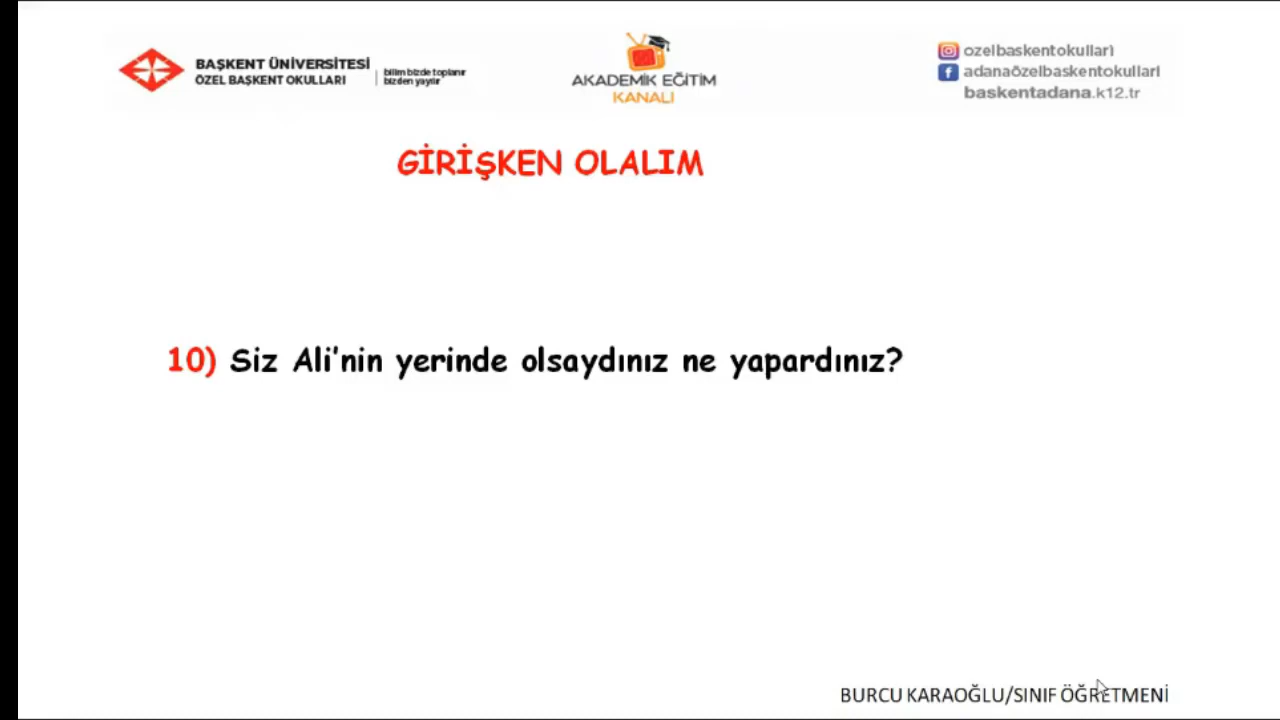 BAŞKENT ÜNİVERSİTESİ
ÖZEL BAŞKENT OKULLARI
bilim bizde toplanır
bizden yayılır
AKADEMİK EĞİTİM
KANALI
ozelbaskentokullari
adanaözelbaskentokullari
baskentadana.k12.tr
GİRİŞKEN OLALIM
10) Siz Ali'nin yerinde olsaydınız ne yapardınız?
BURCU KARAOĞLU/SINIF ÖĞRETMENİ